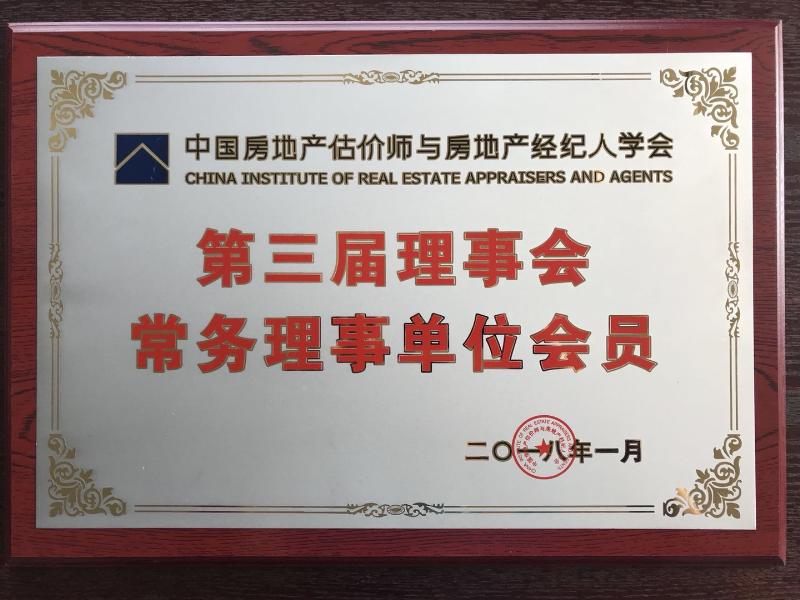 中国房地产估价师与房地产经纪人学会
CHINA INSTITUTE OF REAL ESTATE APPRAISERS AND AGENTS
第三届理事会
常务理事单位会员
二〇一八年一月